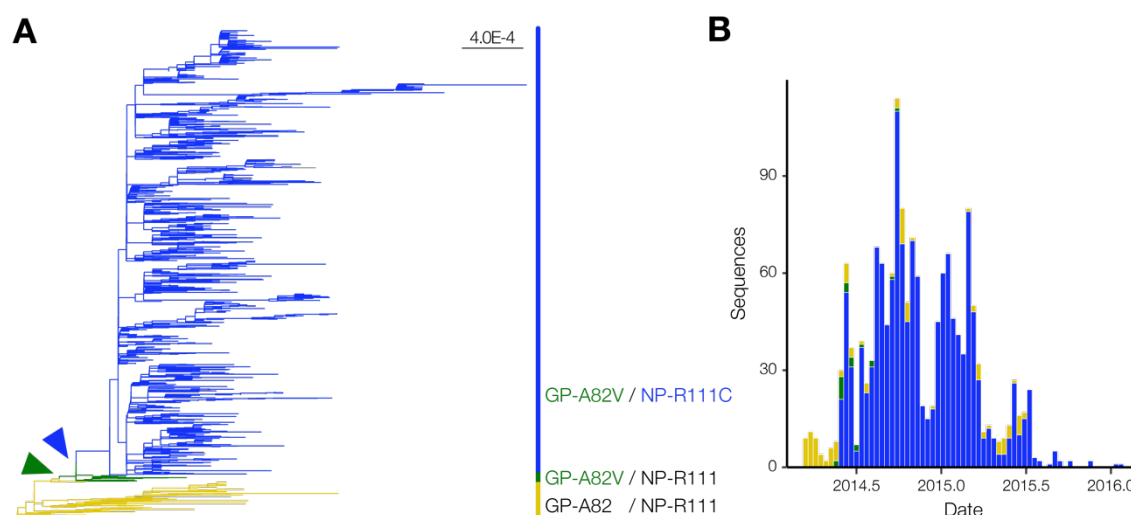 A
4.0E-4
GP-A82V / NP-R111C
GP-A82V / NP-R111
GP-A82 / NP-R111
B
Sequences
90
60
30
0
2014.5 2015.0 2015.5 2016.0
Date